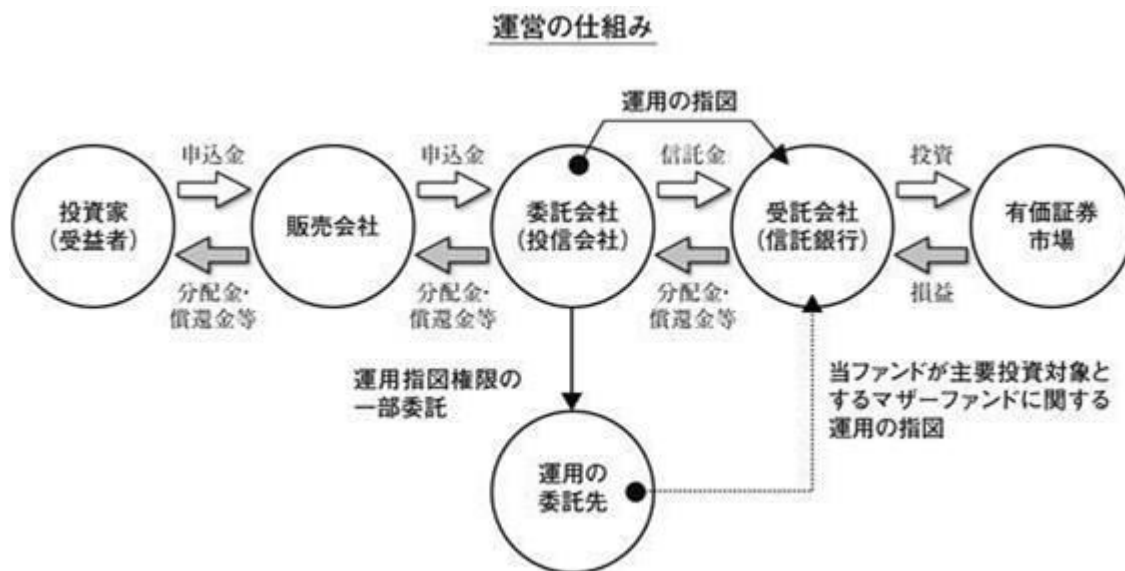 運営の仕組み
運用の指図
申込金
申込金
信託金
投資
投資家
（受益者）
販売会社
委託会社
（投信会社）
受託会社
（信託銀行）
有価証券
市場
分配金・
償還金等
分配金・
償還金等
分配金・
償還金等
損益
運用指図権限の
一部委託
当ファンドが主要投資対象と
するマザーファンドに関する
運用の指図
運用の
委託先